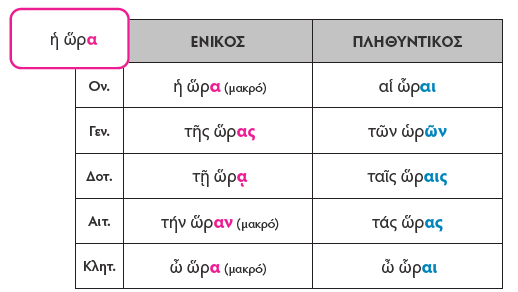 ἡ ὥρα
ΕΝΙΚΟΣ ΠΛΗΘΥΝΤΙΚΟΣ
Ον. ἡ ὥρα (μακρό) αἱ ὧραι
Γεν. τῆς ὥρας τῶν ὡρῶν
Δοτ. τῇ ὥρᾳ ταῖς ὥραις
Αιτ. τήν ὥραν (μακρό) τάς ὥρας
Κλητ. ὦ ὥρα (μακρό) ὦ ὧραι